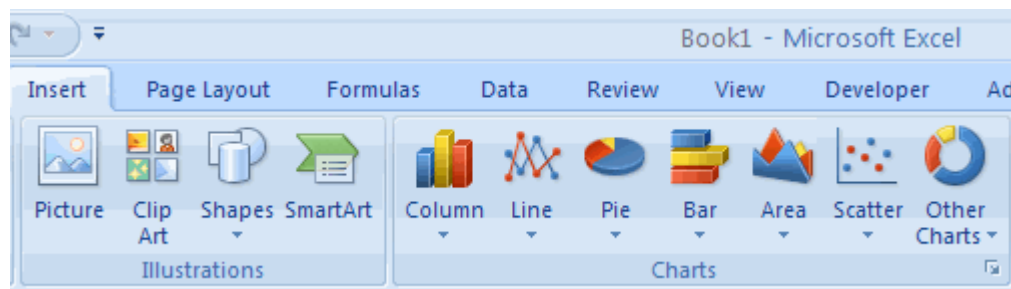 Book1 - Microsoft Excel
Insert Page Layout Formulas Data Review View Developer Ad
Picture Clip Art Shapes SmartArt Column Line Pie Bar Area Scatter Other Charts
Illustrations Charts